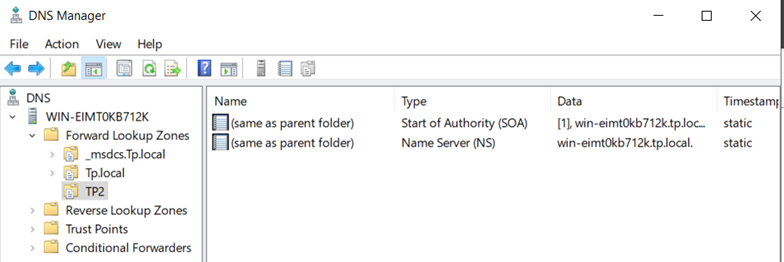 DNS Manager
File Action View Help
DNS
WIN-EIMT0KB712K
Forward Lookup Zones
_msdcs.Tp.local
Tp.local
TP2
Reverse Lookup Zones
Trust Points
Conditional Forwarders
Name Type Data Timestamp
(same as parent folder) Start of Authority (SOA) [1], win-eimt0kb712k.tp.loc... static
(same as parent folder) Name Server (NS) win-eimt0kb712k.tp.local. static